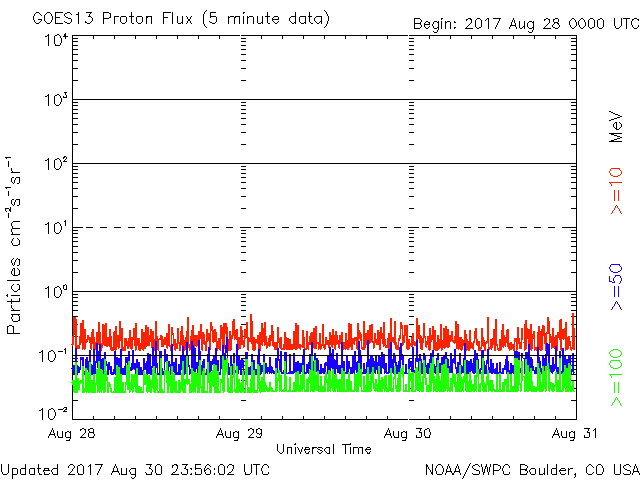 GOES13 Proton Flux (5 minute data)
Begin: 2017 Aug 28 0000 UTC
Particles cm⁻²s⁻¹sr⁻¹
10⁴
10³
10²
10¹
10⁰
10⁻¹
10⁻²
Aug 28
Aug 29
Aug 30
Aug 31
Universal Time
MeV
>=10
>=50
>=100
Updated 2017 Aug 30 23:56:02 UTC
NOAA/SWPC Boulder, CO USA